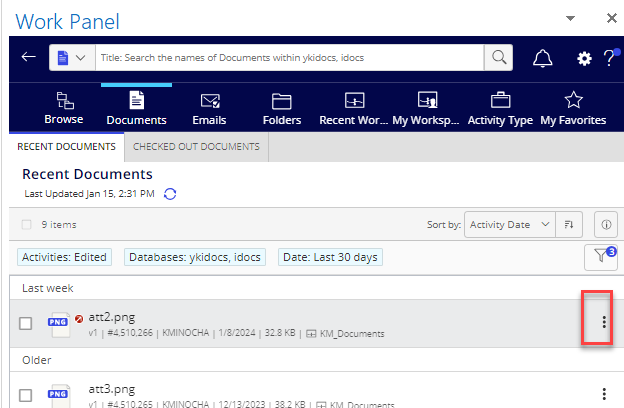 Work Panel
Title: Search the names of Documents within ykidocs, idocs
?
Browse
Documents
Emails
Folders
Recent Wor...
My Worksp...
Activity Type
My Favorites
RECENT DOCUMENTS
CHECKED OUT DOCUMENTS
Recent Documents
Last Updated Jan 15, 2:31 PM
9 items
Sort by: Activity Date
Activities: Edited
Databases: ykidocs, idocs
Date: Last 30 days
3
Last week
PNG
att2.png
v1 | #4,510,266 | KMINOCHA | 1/8/2024 | 32.8 KB | KM_Documents
Older
PNG
att3.png
v1 | #4,510,265 | KMINOCHA | 12/13/2023 | 38.2 KB | KM_Documents